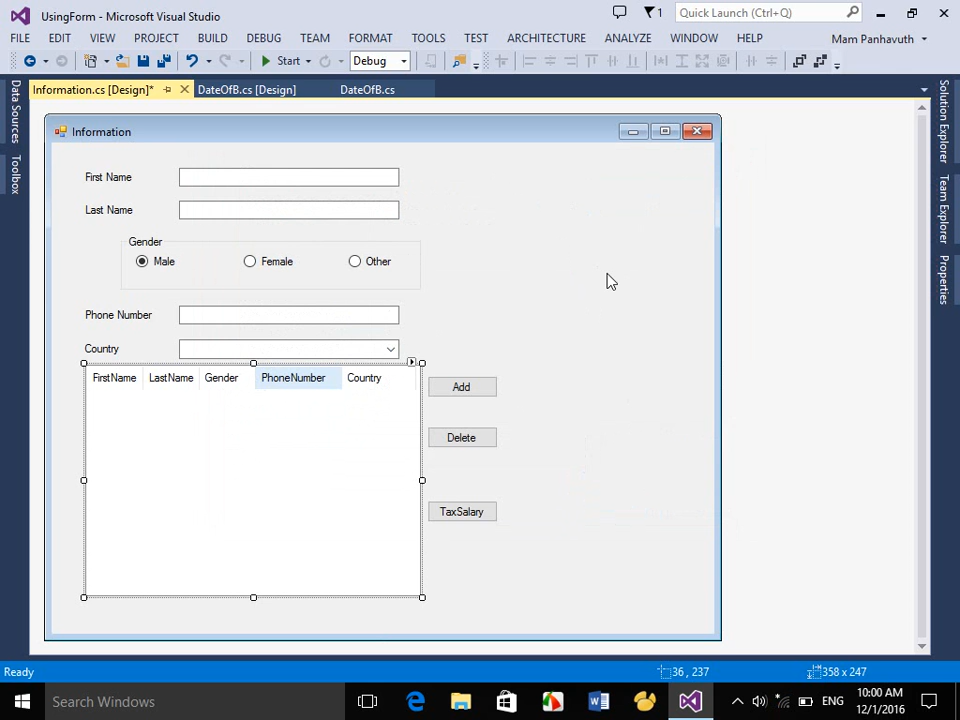 UsingForm - Microsoft Visual Studio
1
Quick Launch (Ctrl+Q)
FILE EDIT VIEW PROJECT BUILD DEBUG TEAM FORMAT TOOLS TEST ARCHITECTURE ANALYZE WINDOW HELP Mam Panhavuth
Start Debug
Information.cs [Design]* DateOfB.cs [Design] DateOfB.cs
Data Sources
Toolbox
Solution Explorer
Team Explorer
Properties
Information
First Name
Last Name
Gender
Male Female Other
Phone Number
Country
FirstName LastName Gender PhoneNumber Country
Add
Delete
TaxSalary
Ready 36 , 237 358 x 247
Search Windows
ENG
10:00 AM
12/1/2016